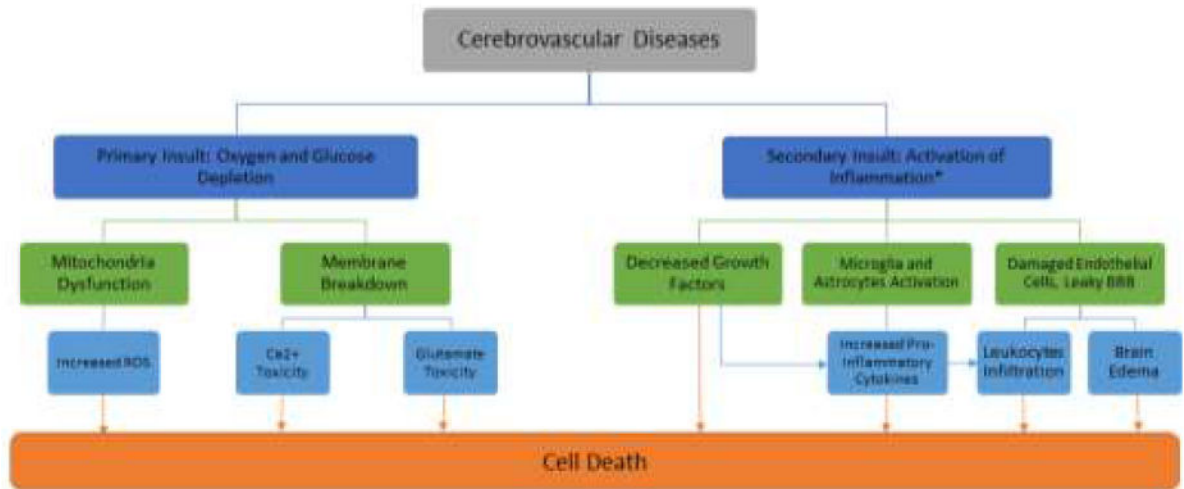 Cerebrovascular Diseases
Primary Insult: Oxygen and Glucose
Depletion
Secondary Insult: Activation of
Inflammation*
Mitochondria
Dysfunction
Membrane
Breakdown
Decreased Growth
Factors
Microglia and
Astrocytes Activation
Damaged Endothelial
Cells, Leaky BBB
Increased ROS
Ca2+
Toxicity
Glutamate
Toxicity
Increased Pro-
Inflammatory
Cytokines
Leukocytes
Infiltration
Brain
Edema
Cell Death